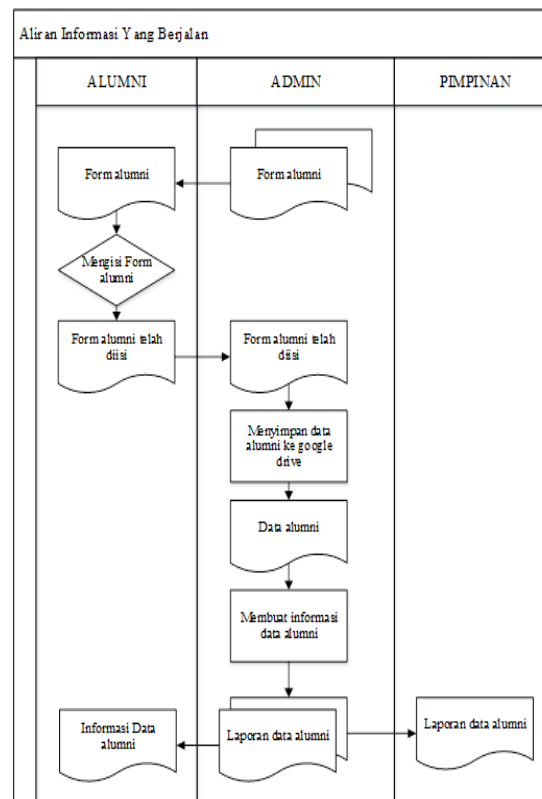 Aliran Informasi Yang Berjalan
ALUMNI
ADMIN
PIMPINAN
Form alumni
Form alumni
Mengisi Form
alumni
Form alumni telah
diisi
Form alumni telah
diisi
Menyimpan data
alumni ke google
drive
Data alumni
Membuat informasi
data alumni
Informasi Data
alumni
Laporan data alumni
Laporan data alumni